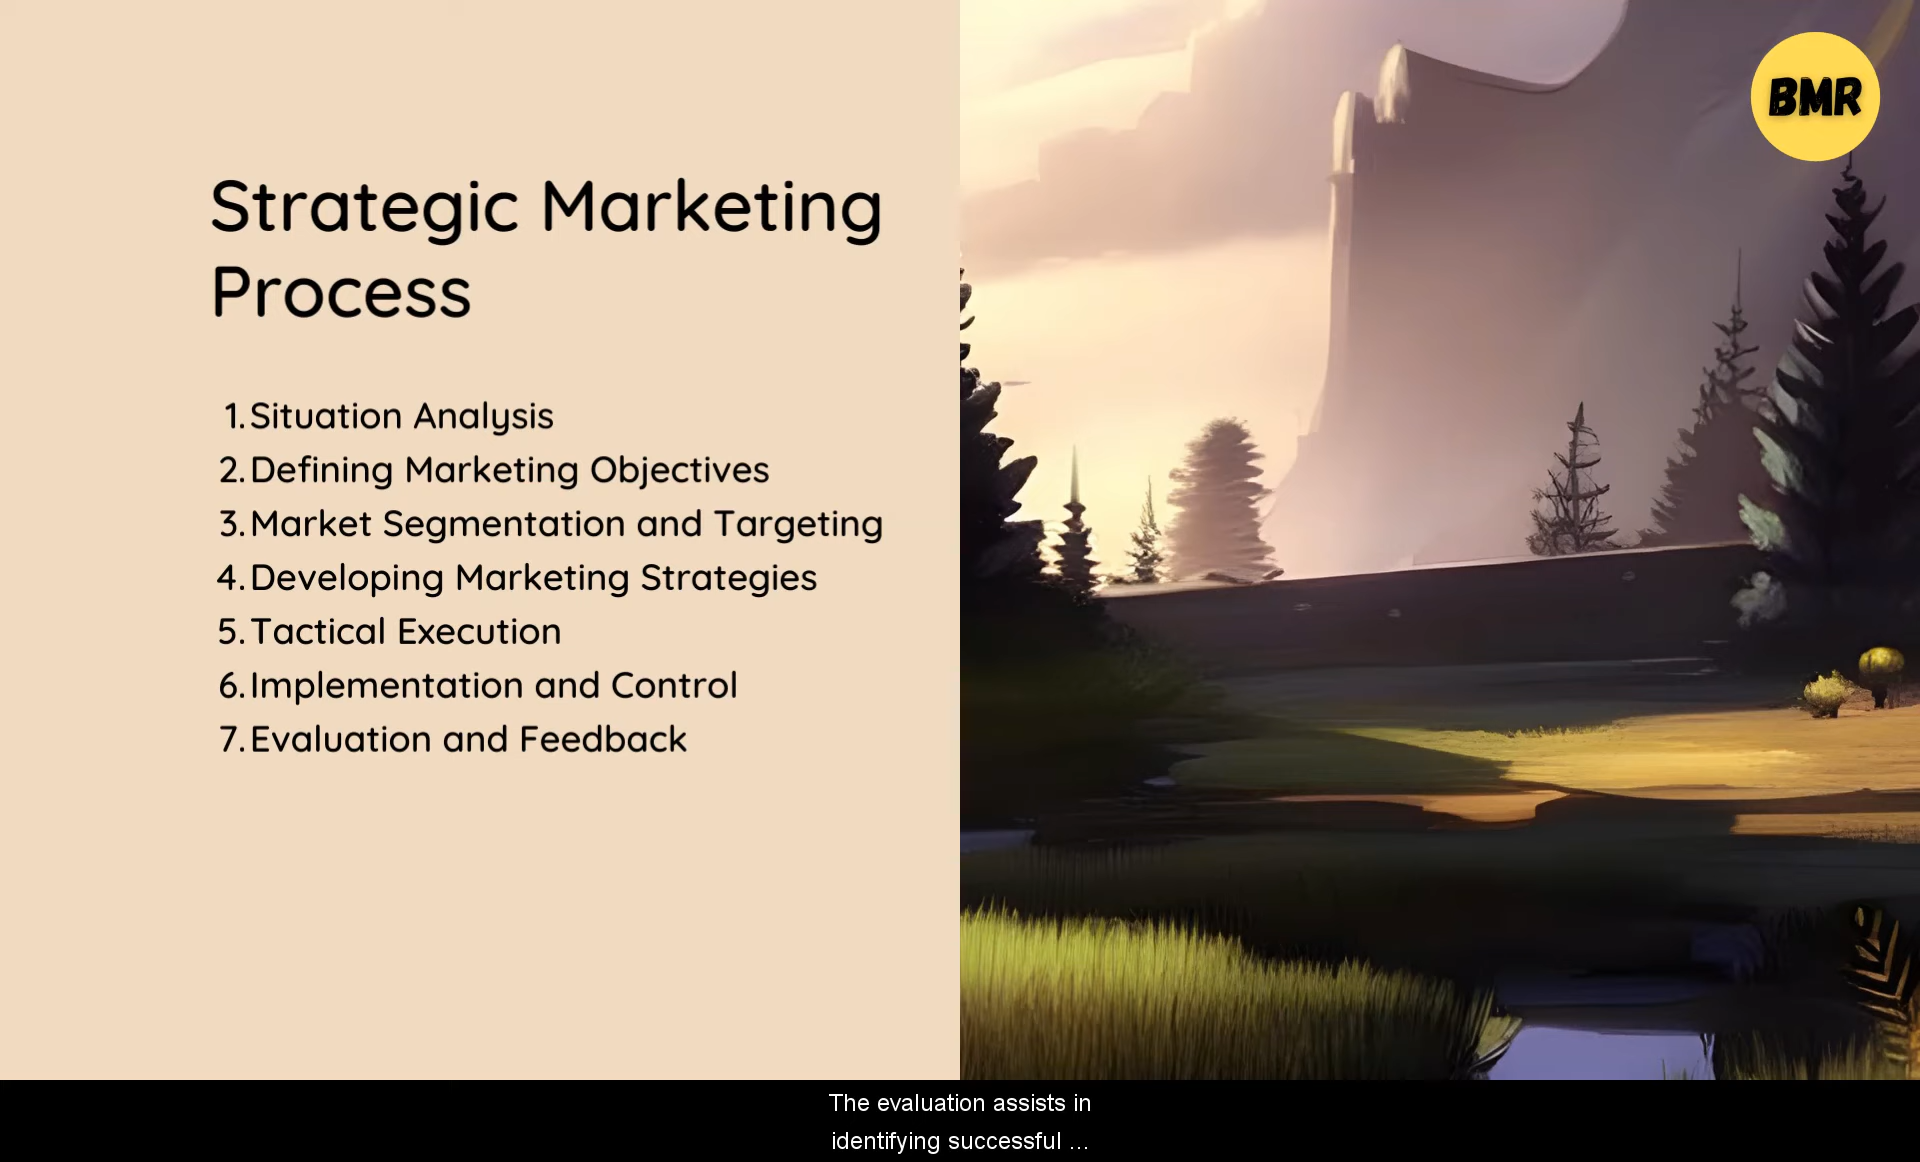 BMR
Strategic Marketing
Process
1. Situation Analysis
2. Defining Marketing Objectives
3. Market Segmentation and Targeting
4. Developing Marketing Strategies
5. Tactical Execution
6. Implementation and Control
7. Evaluation and Feedback
The evaluation assists in
identifying successful ...